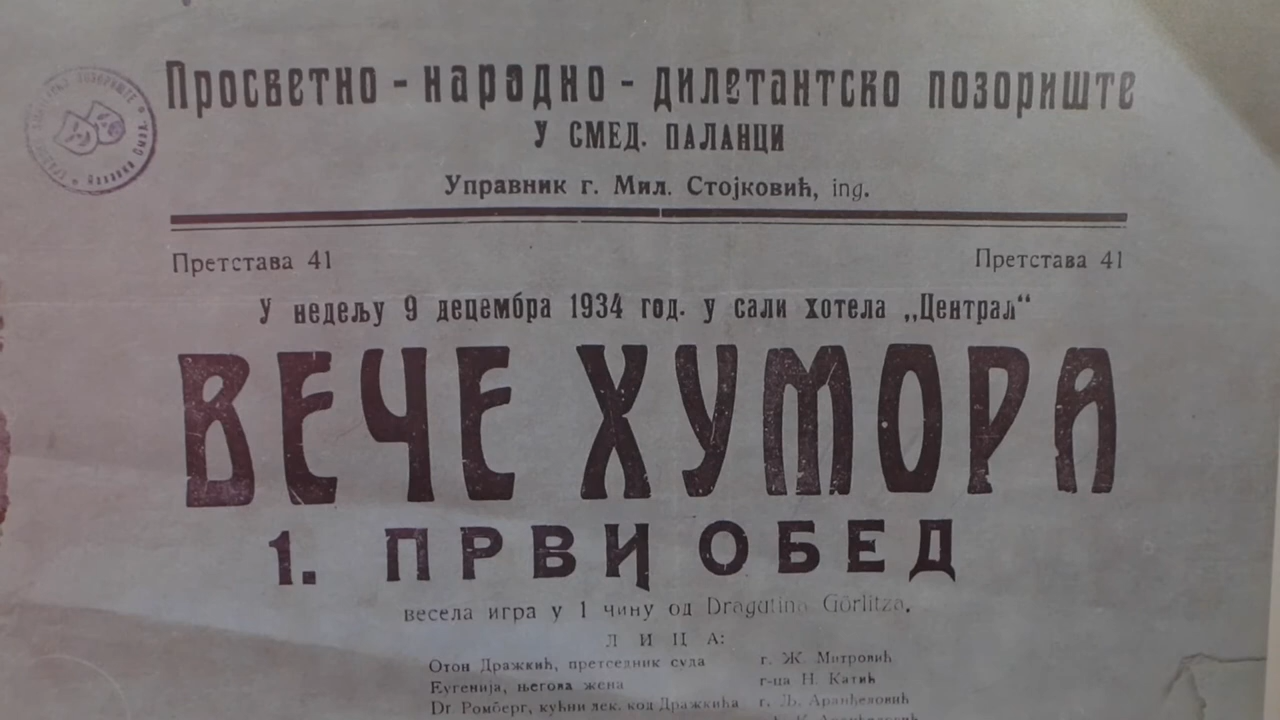 Просветно - народно - дилетантско позориште
У СМЕД. ПАЛАНЦИ
Управник г. Мил. Стојковић, ing.
Претстава 41 Претстава 41
У недељу 9 децембра 1934 год. у сали хотела „Централ“
ВЕЧЕ ХУМОРА
1. ПРВИ ОБЕД
весела игра у 1 чину од Dragutina Görlitza.
ЛИЦА:
Отон Дражкић, претседник суда г. Ж. Митровић
Еугенија, његова жена г-ца Н. Катић
Dr Ромберг, кућни лек. код Дражкића г. Љ. Аранђеловић